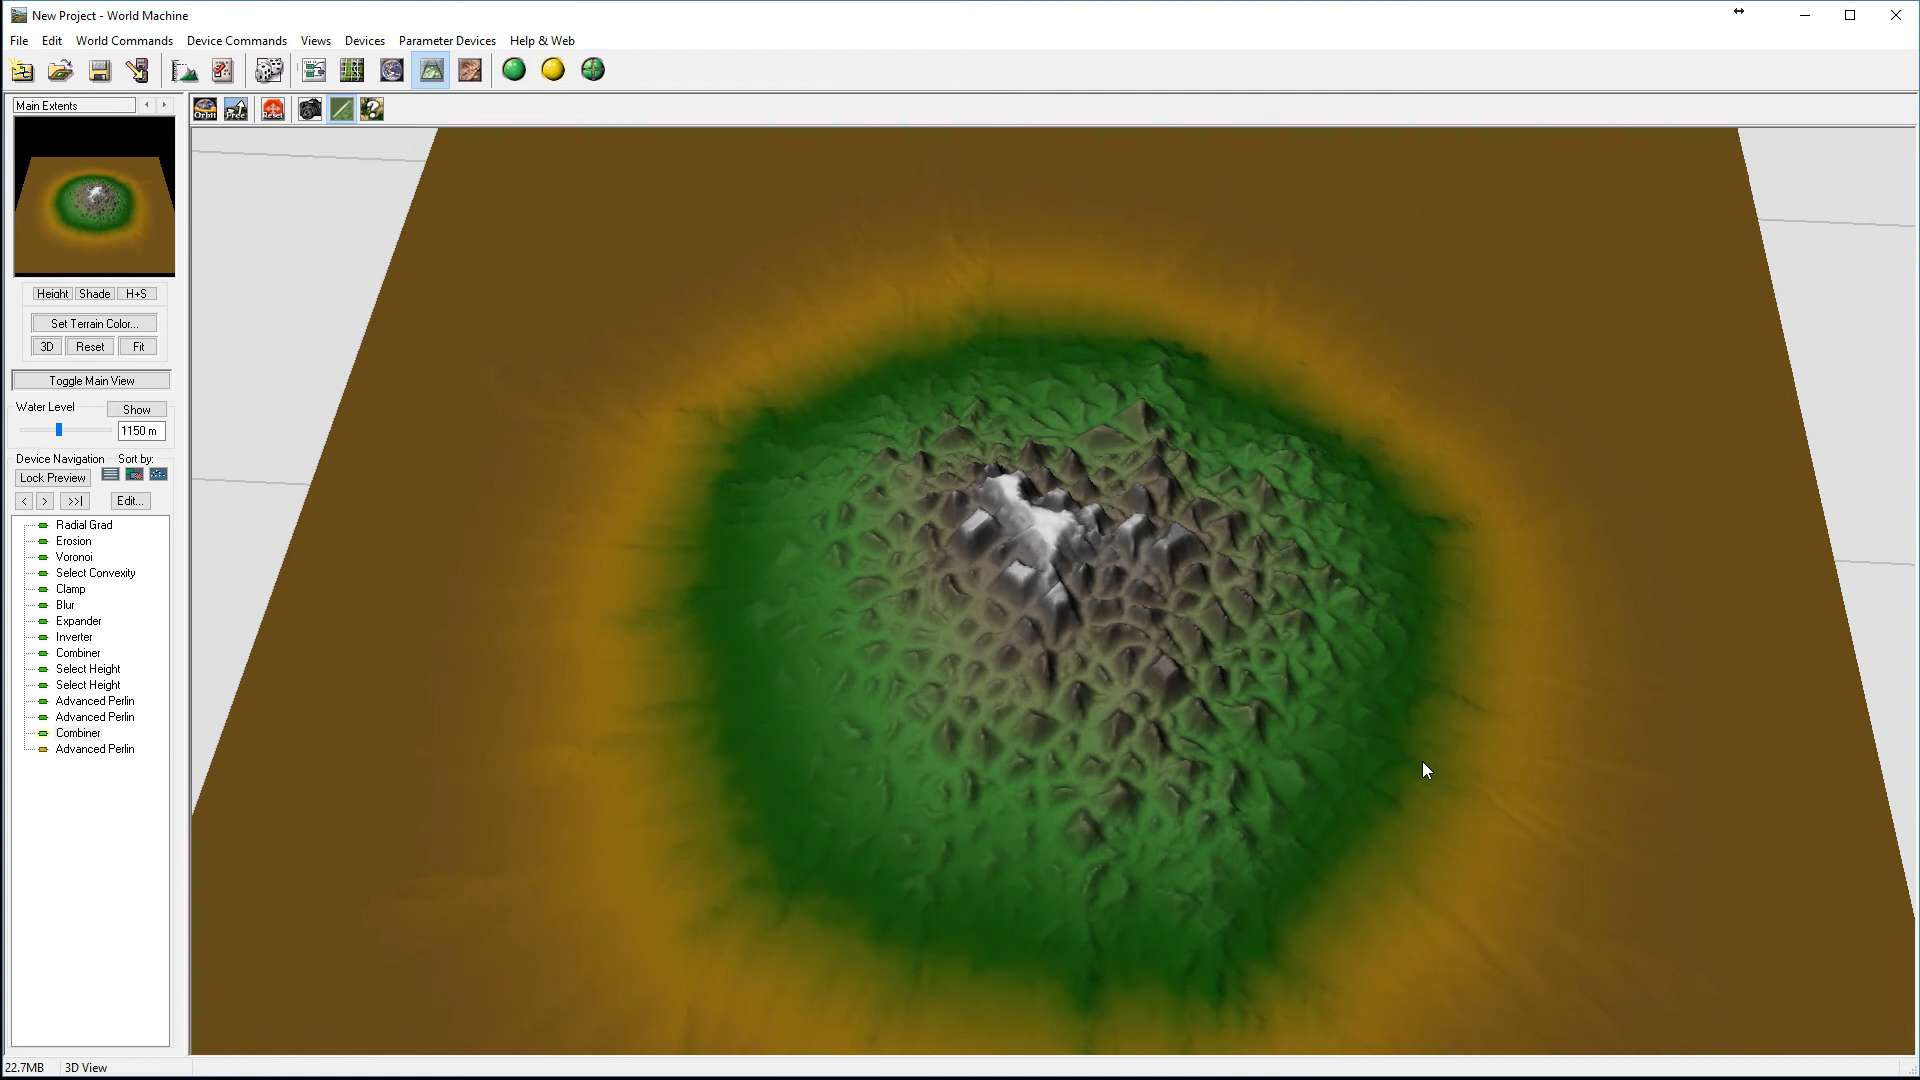 New Project - World Machine
File Edit World Commands Device Commands Views Devices Parameter Devices Help & Web
Main Extents
Orbit Free Reset
Height Shade H+S
Set Terrain Color...
3D Reset Fit
Toggle Main View
Water Level Show
1150 m
Device Navigation Sort by:
Lock Preview
< > >>| Edit...
Radial Grad
Erosion
Voronoi
Select Convexity
Clamp
Blur
Expander
Inverter
Combiner
Select Height
Select Height
Advanced Perlin
Advanced Perlin
Combiner
Advanced Perlin
22.7MB 3D View